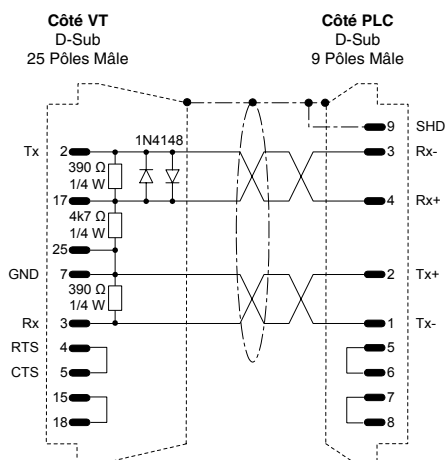 Côté VT
D-Sub
25 Pôles Mâle
Côté PLC
D-Sub
9 Pôles Mâle
1N4148
9 SHD
Tx 2
3 Rx-
390 Ω
1/4 W
17
4 Rx+
4k7 Ω
1/4 W
25
GND 7
2 Tx+
390 Ω
1/4 W
Rx 3
1 Tx-
RTS 4
5
CTS 5
6
15
7
18
8